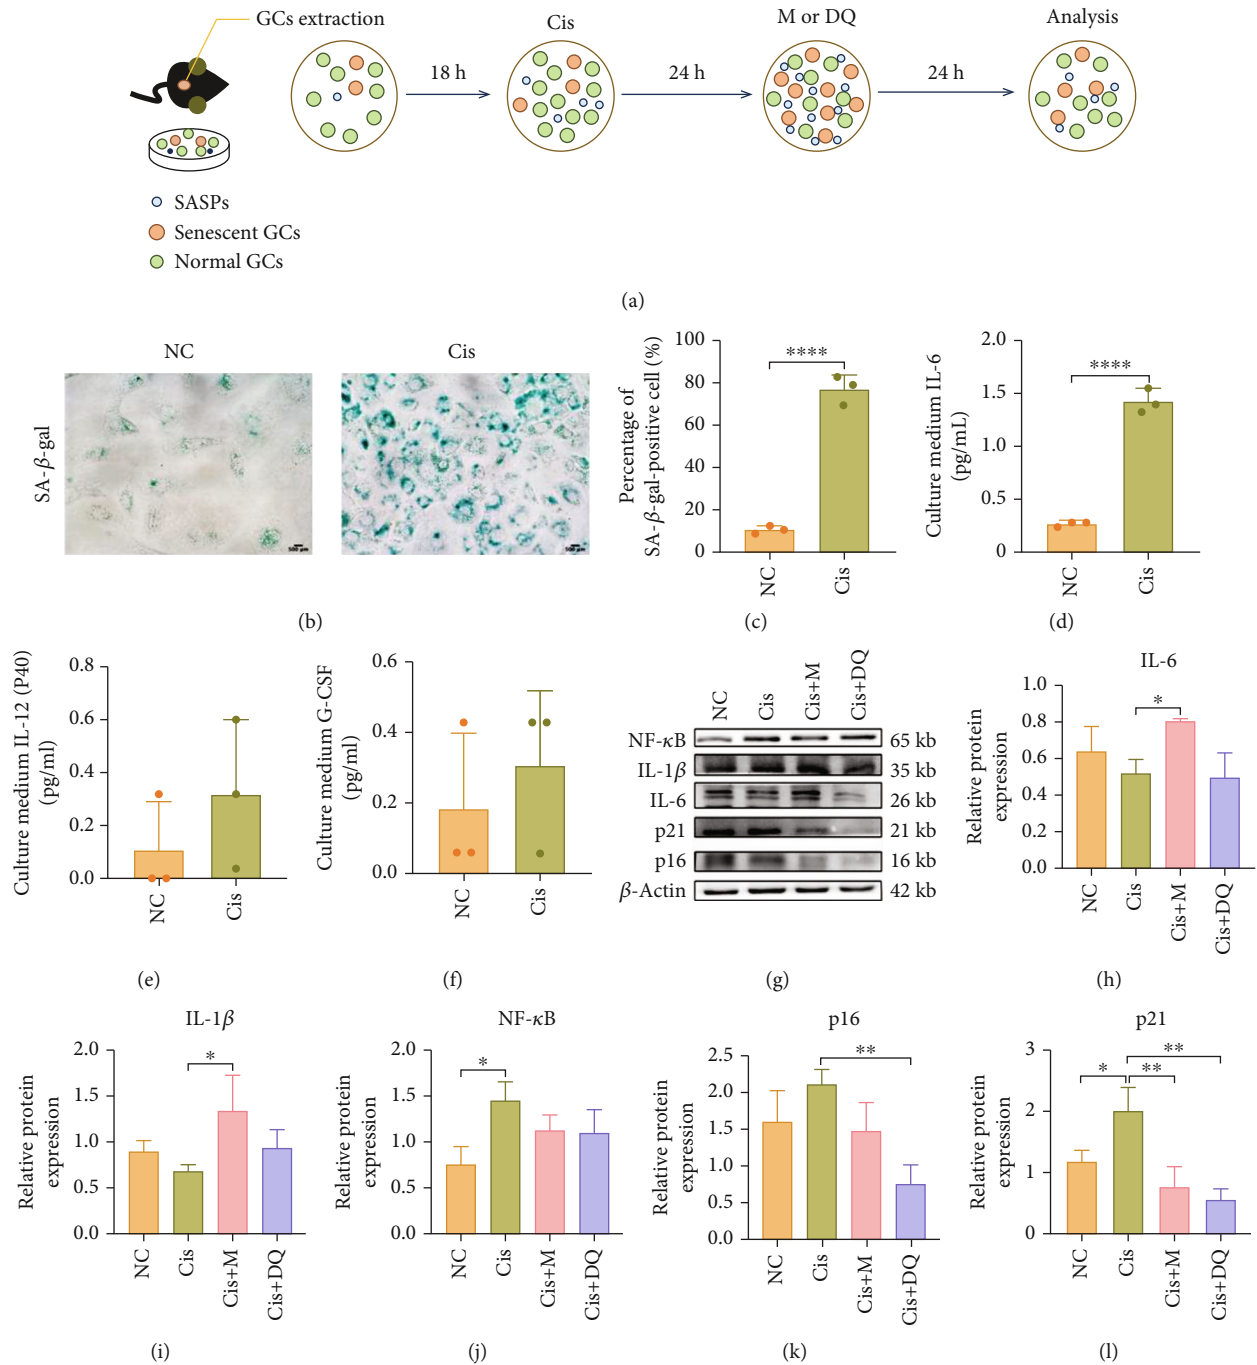 GCs extraction
Cis
M or DQ
Analysis
18 h
24 h
24 h
SASPs
Senescent GCs
Normal GCs
(a)
NC
Cis
SA-β-gal
500 μm
500 μm
(b)
Percentage of
SA-β-gal-positive cell (%)
100
80
60
40
20
0
****
NC
Cis
(c)
Culture medium IL-6
(pg/mL)
2.0
1.5
1.0
0.5
0.0
****
NC
Cis
(d)
Culture medium IL-12 (P40)
(pg/ml)
0.8
0.6
0.4
0.2
0.0
NC
Cis
(e)
Culture medium G-CSF
(pg/ml)
0.6
0.4
0.2
0.0
NC
Cis
(f)
NC
Cis
Cis+M
Cis+DQ
NF-κB 65 kb
IL-1β 35 kb
IL-6 26 kb
p21 21 kb
p16 16 kb
β-Actin 42 kb
(g)
IL-6
Relative protein
expression
1.0
0.8
0.6
0.4
0.2
0.0
*
NC
Cis
Cis+M
Cis+DQ
(h)
IL-1β
Relative protein
expression
2.0
1.5
1.0
0.5
0.0
*
NC
Cis
Cis+M
Cis+DQ
(i)
NF-κB
Relative protein
expression
2.0
1.5
1.0
0.5
0.0
*
NC
Cis
Cis+M
Cis+DQ
(j)
p16
Relative protein
expression
2.5
2.0
1.5
1.0
0.5
0.0
**
NC
Cis
Cis+M
Cis+DQ
(k)
p21
Relative protein
expression
3
2
1
0
*
**
**
NC
Cis
Cis+M
Cis+DQ
(l)